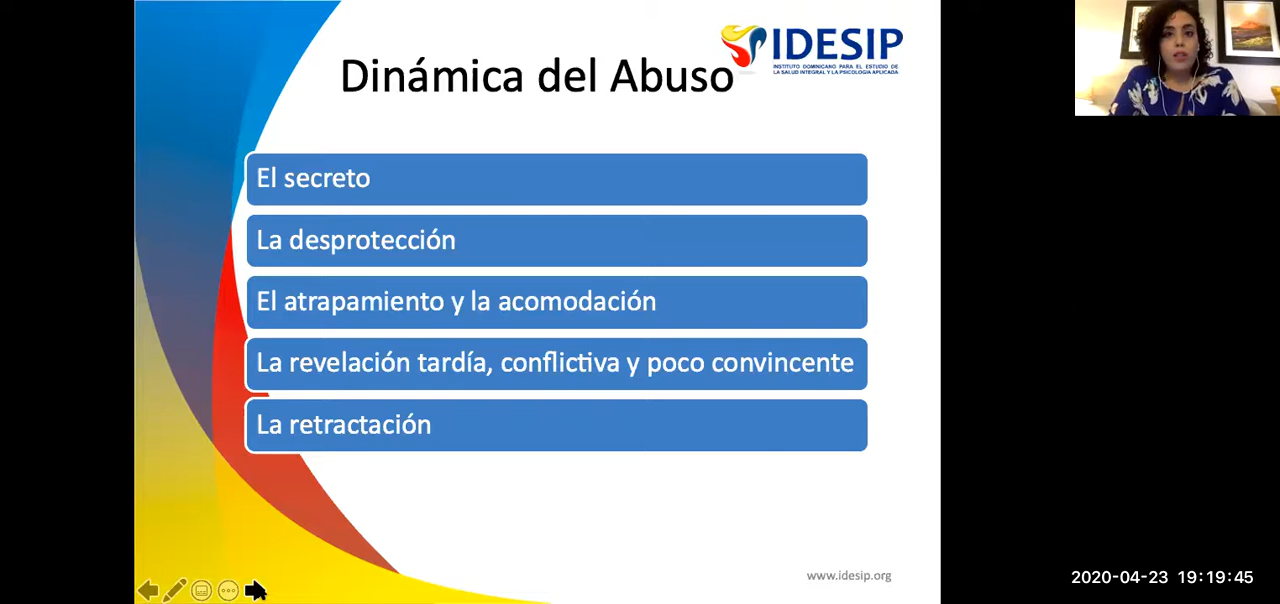 Dinámica del Abuso
IDESIP
INSTITUTO DOMINICANO PARA EL ESTUDIO DE
LA SALUD INTEGRAL Y LA PSICOLOGÍA APLICADA
El secreto
La desprotección
El atrapamiento y la acomodación
La revelación tardía, conflictiva y poco convincente
La retractación
www.idesip.org
2020-04-23 19:19:45